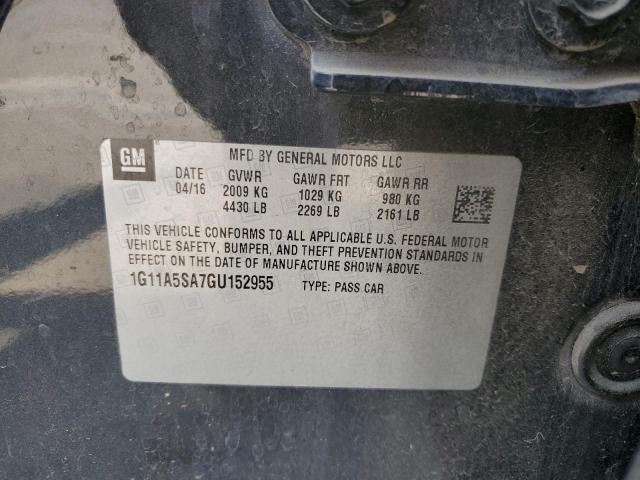 GM MFD BY GENERAL MOTORS LLC
DATE GVWR GAWR FRT GAWR RR
04/16 2009 KG 1029 KG 980 KG
4430 LB 2269 LB 2161 LB
THIS VEHICLE CONFORMS TO ALL APPLICABLE U.S. FEDERAL MOTOR
VEHICLE SAFETY, BUMPER, AND THEFT PREVENTION STANDARDS IN
EFFECT ON THE DATE OF MANUFACTURE SHOWN ABOVE.
1G11A5SA7GU152955 TYPE: PASS CAR